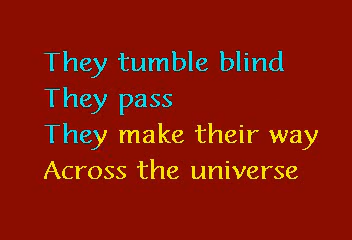 They tumble blind
They pass
They make their way
Across the universe